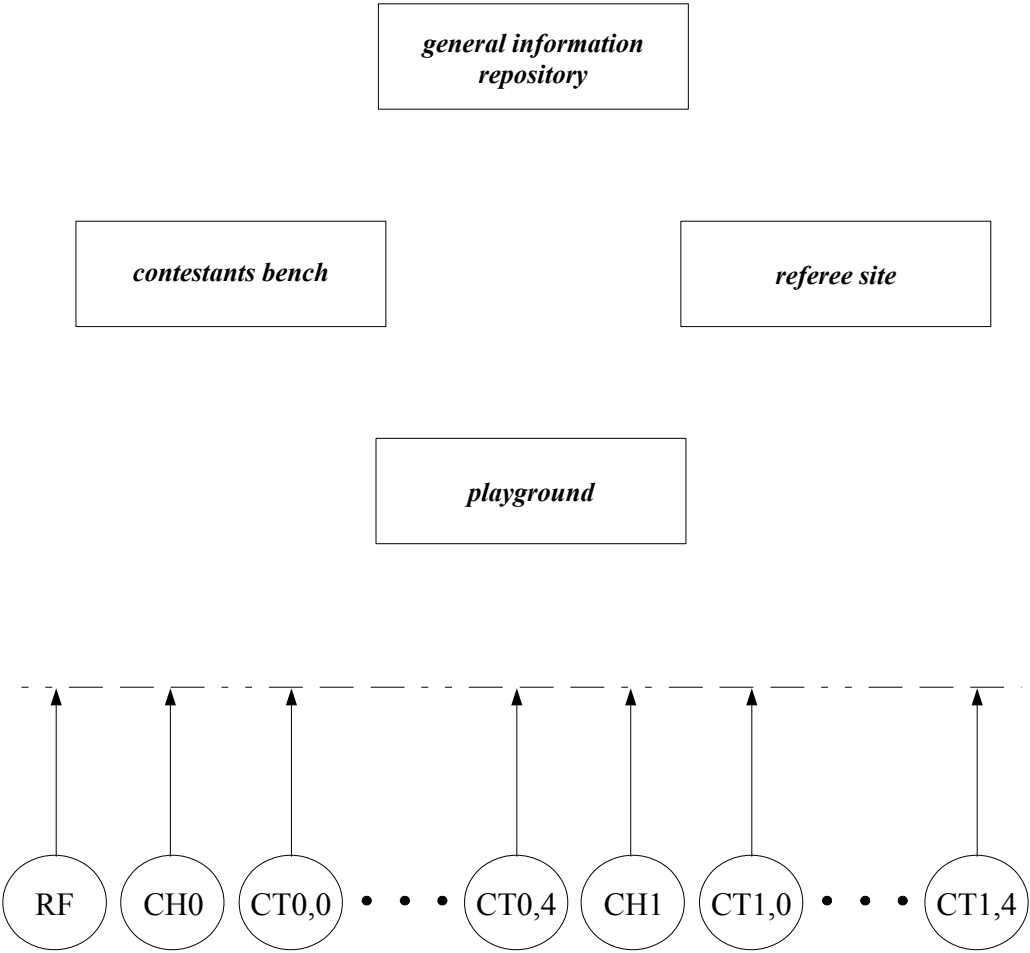 general information
repository
contestants bench
referee site
playground
RF CH0 CT0,0 • • • CT0,4 CH1 CT1,0 • • • CT1,4